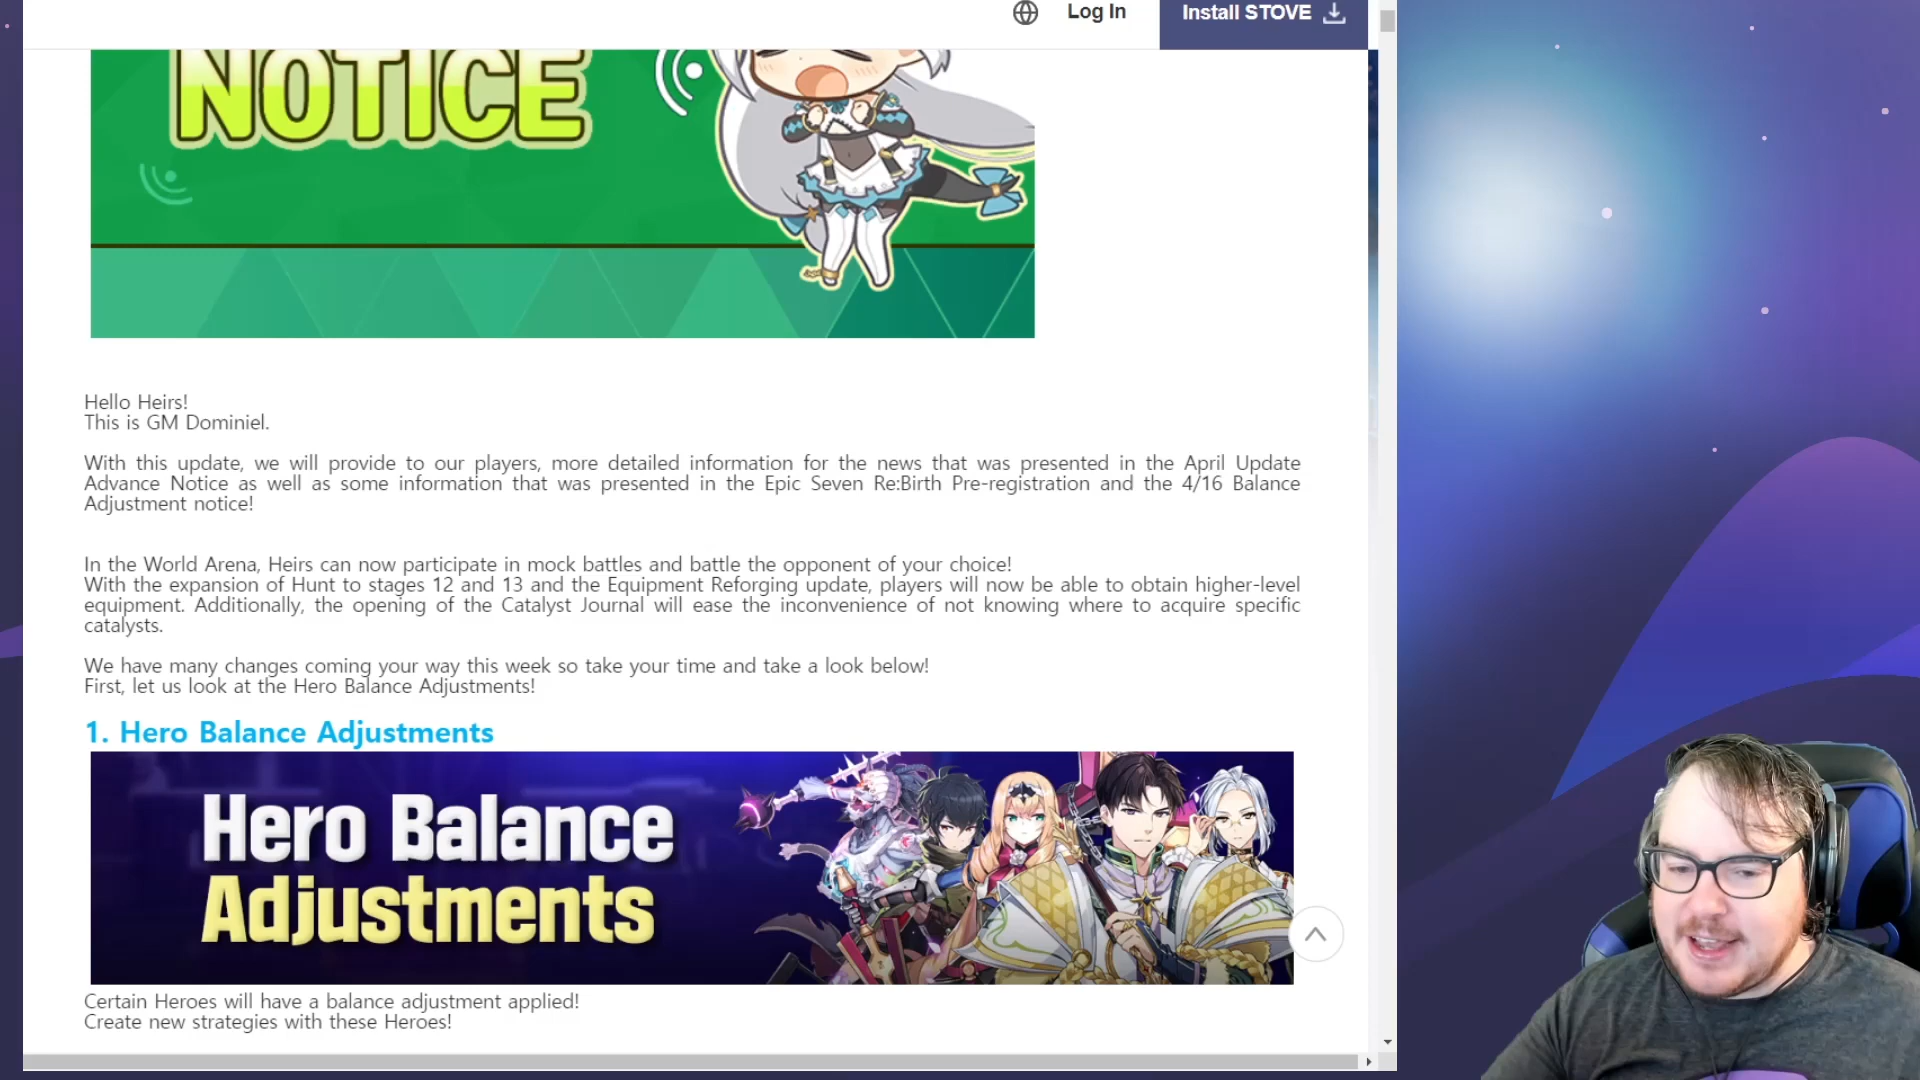 Log In
Install STOVE
NOTICE
Hello Heirs!
This is GM Dominiel.
With this update, we will provide to our players, more detailed information for the news that was presented in the April Update
Advance Notice as well as some information that was presented in the Epic Seven Re:Birth Pre-registration and the 4/16 Balance
Adjustment notice!
In the World Arena, Heirs can now participate in mock battles and battle the opponent of your choice!
With the expansion of Hunt to stages 12 and 13 and the Equipment Reforging update, players will now be able to obtain higher-level
equipment. Additionally, the opening of the Catalyst Journal will ease the inconvenience of not knowing where to acquire specific
catalysts.
We have many changes coming your way this week so take your time and take a look below!
First, let us look at the Hero Balance Adjustments!
1. Hero Balance Adjustments
Hero Balance
Adjustments
Certain Heroes will have a balance adjustment applied!
Create new strategies with these Heroes!